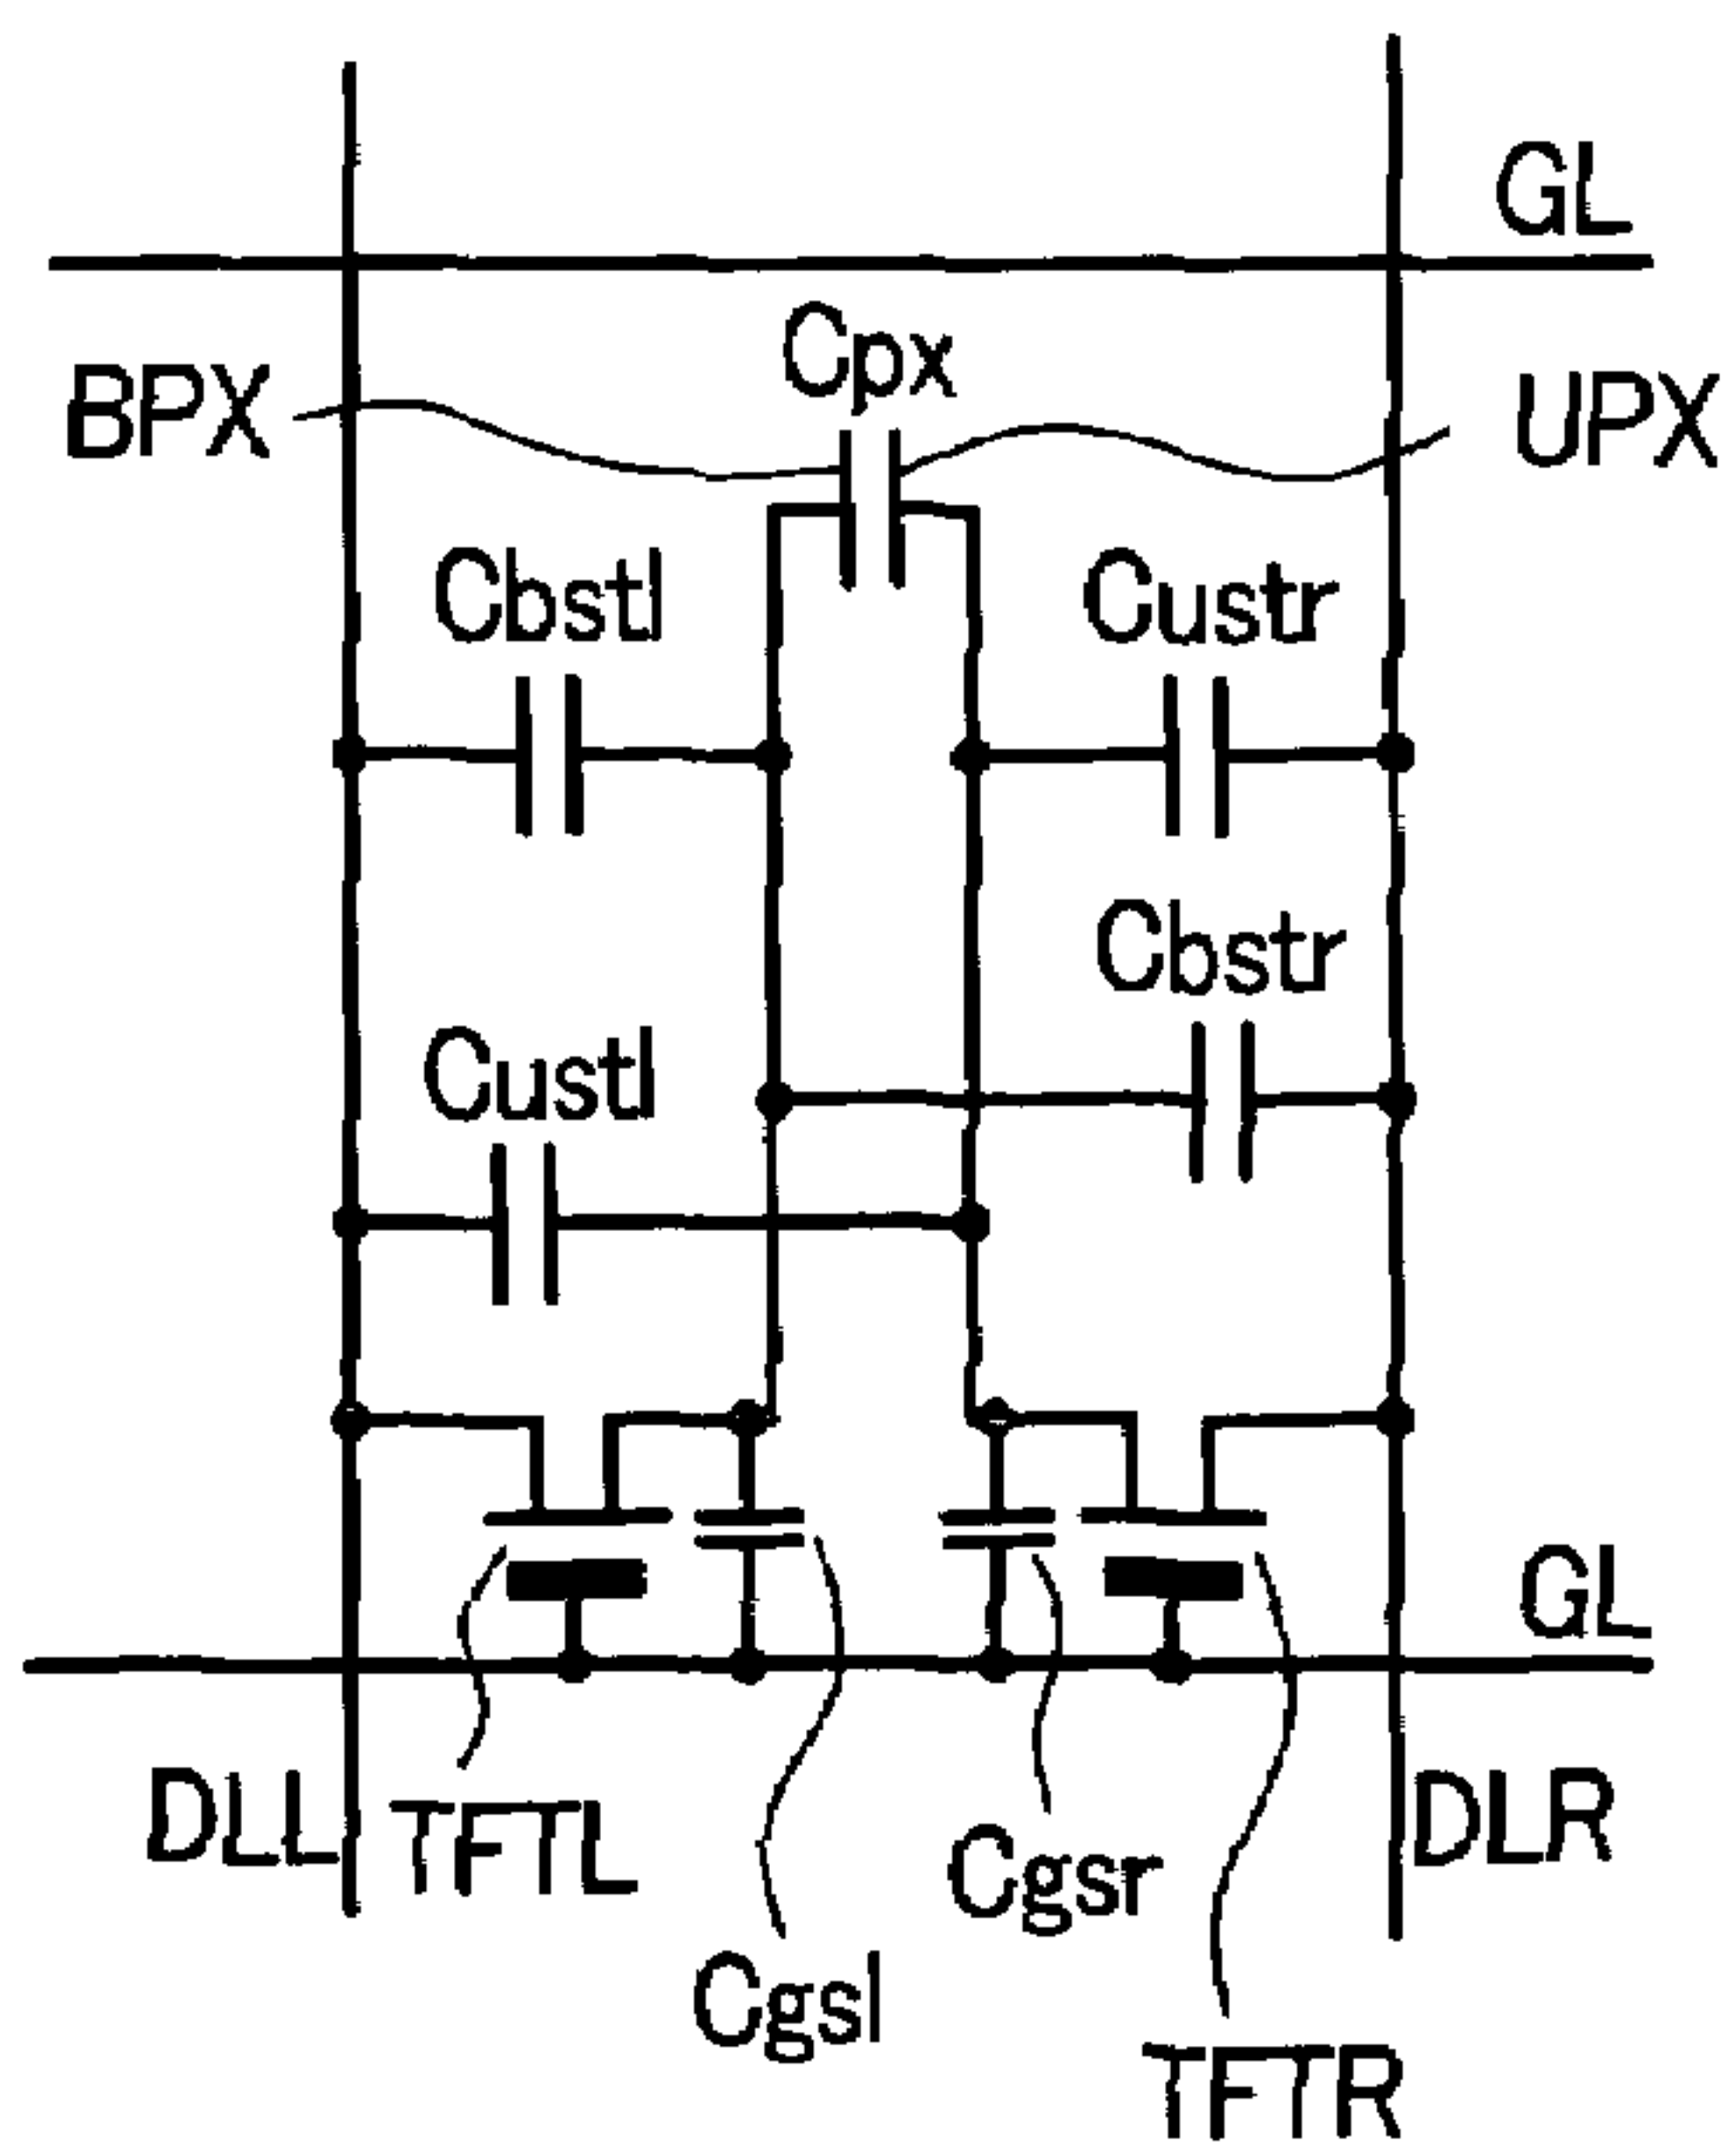 GL
Cpx
BPX
UPX
Cbstl
Custr
Cbstr
Custl
GL
DLL
TFTL
DLR
Cgsr
Cgsl
TFTR